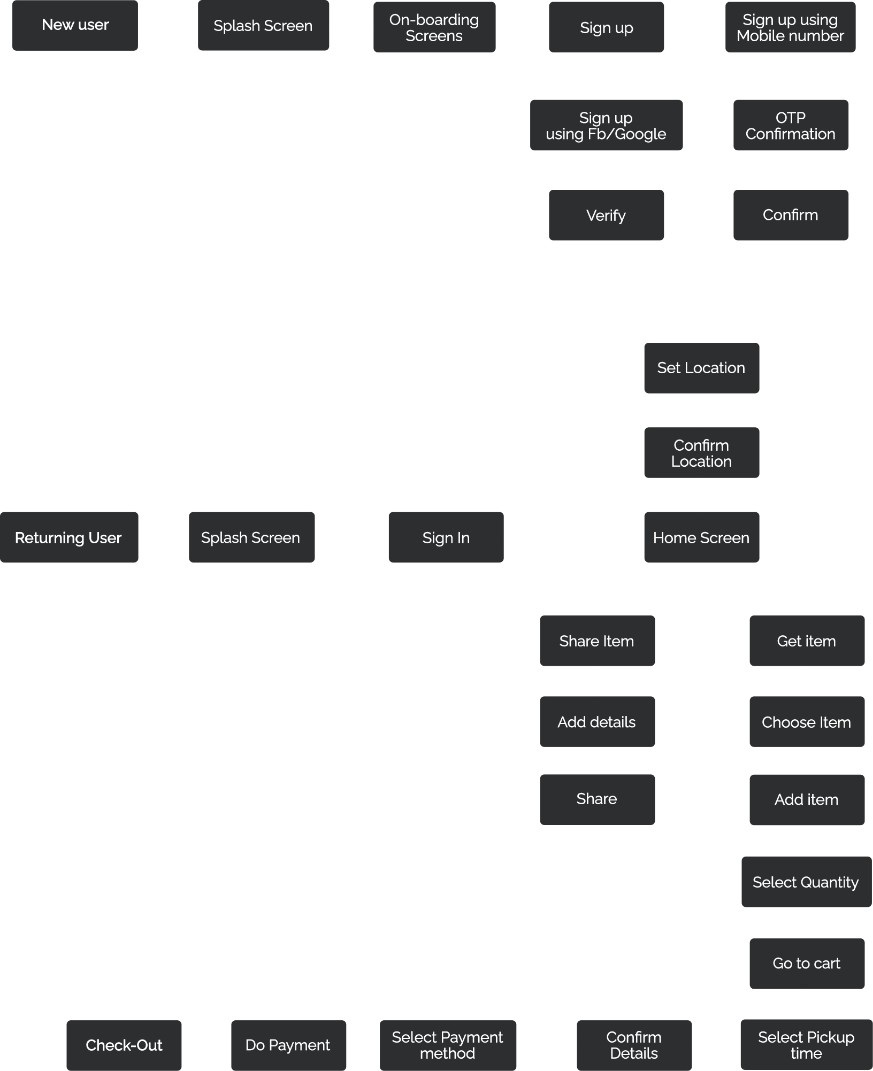 New user
Splash Screen
On-boarding
Screens
Sign up
Sign up using
Mobile number
Sign up
using Fb/Google
OTP
Confirmation
Verify
Confirm
Set Location
Confirm
Location
Returning User
Splash Screen
Sign In
Home Screen
Share Item
Get item
Add details
Choose Item
Share
Add item
Select Quantity
Go to cart
Check-Out
Do Payment
Select Payment
method
Confirm
Details
Select Pickup
time